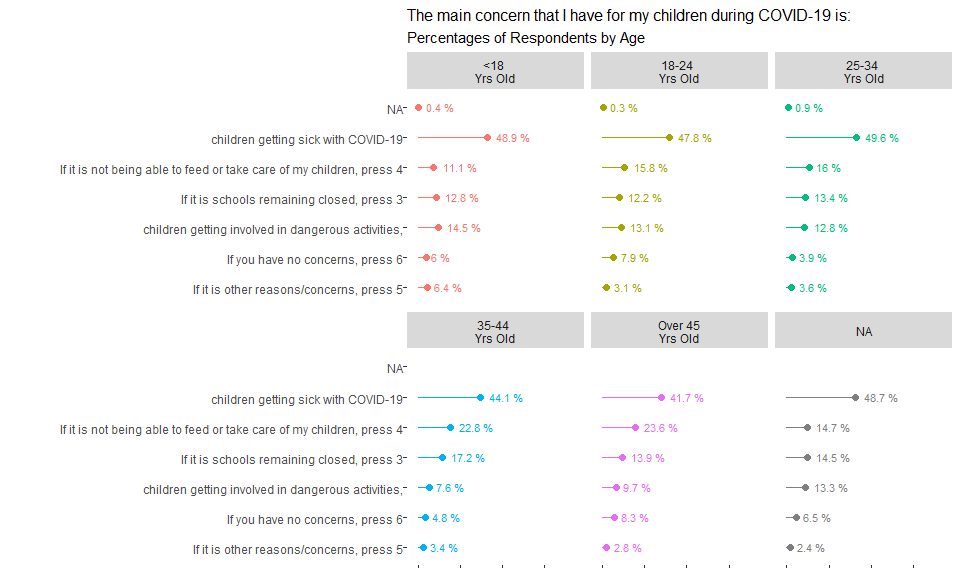 The main concern that I have for my children during COVID-19 is:
Percentages of Respondents by Age
<18
Yrs Old
18-24
Yrs Old
25-34
Yrs Old
NA 0.4 % 0.3 % 0.9 %
children getting sick with COVID-19 48.9 % 47.8 % 49.6 %
If it is not being able to feed or take care of my children, press 4 11.1 % 15.8 % 16 %
If it is schools remaining closed, press 3 12.8 % 12.2 % 13.4 %
children getting involved in dangerous activities, 14.5 % 13.1 % 12.8 %
If you have no concerns, press 6 6 % 7.9 % 3.9 %
If it is other reasons/concerns, press 5 6.4 % 3.1 % 3.6 %
35-44
Yrs Old
Over 45
Yrs Old
NA
NA
children getting sick with COVID-19 44.1 % 41.7 % 48.7 %
If it is not being able to feed or take care of my children, press 4 22.8 % 23.6 % 14.7 %
If it is schools remaining closed, press 3 17.2 % 13.9 % 14.5 %
children getting involved in dangerous activities, 7.6 % 9.7 % 13.3 %
If you have no concerns, press 6 4.8 % 8.3 % 6.5 %
If it is other reasons/concerns, press 5 3.4 % 2.8 % 2.4 %